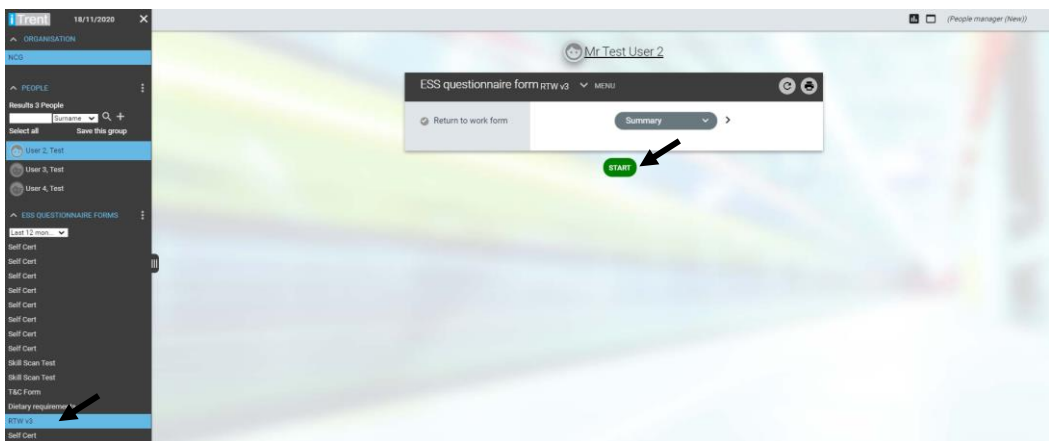 iTrent 18/11/2020 ✕
(People manager (New))
ORGANISATION
NCG
PEOPLE
Results 3 People
Surname
Select all Save this group
User 2, Test
User 3, Test
User 4, Test
ESS QUESTIONNAIRE FORMS
Last 12 mon...
Self Cert
Self Cert
Self Cert
Self Cert
Self Cert
Self Cert
Self Cert
Self Cert
Skill Scan Test
Skill Scan Test
T&C Form
Dietary requirements
RTW v3
Self Cert
Mr Test User 2
ESS questionnaire form RTW v3 MENU
Return to work form
Summary
START